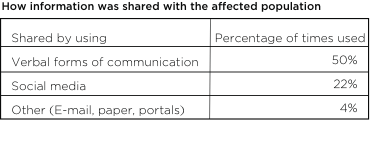 How information was shared with the affected population
Shared by using Percentage of times used
Verbal forms of communication 50%
Social media 22%
Other (E-mail, paper, portals) 4%